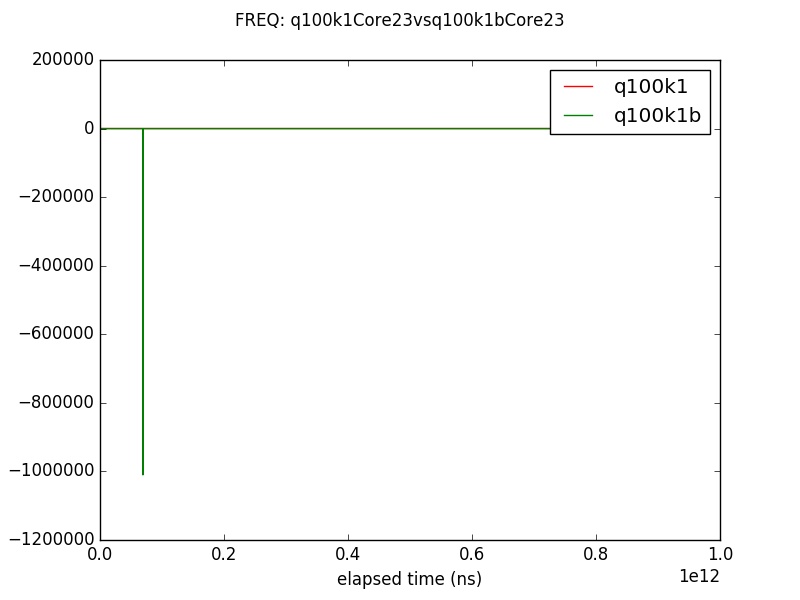 FREQ: q100k1Core23vsq100k1bCore23
200000
0
−200000
−400000
−600000
−800000
−1000000
−1200000
q100k1
q100k1b
0.0 0.2 0.4 0.6 0.8 1.0
1e12
elapsed time (ns)